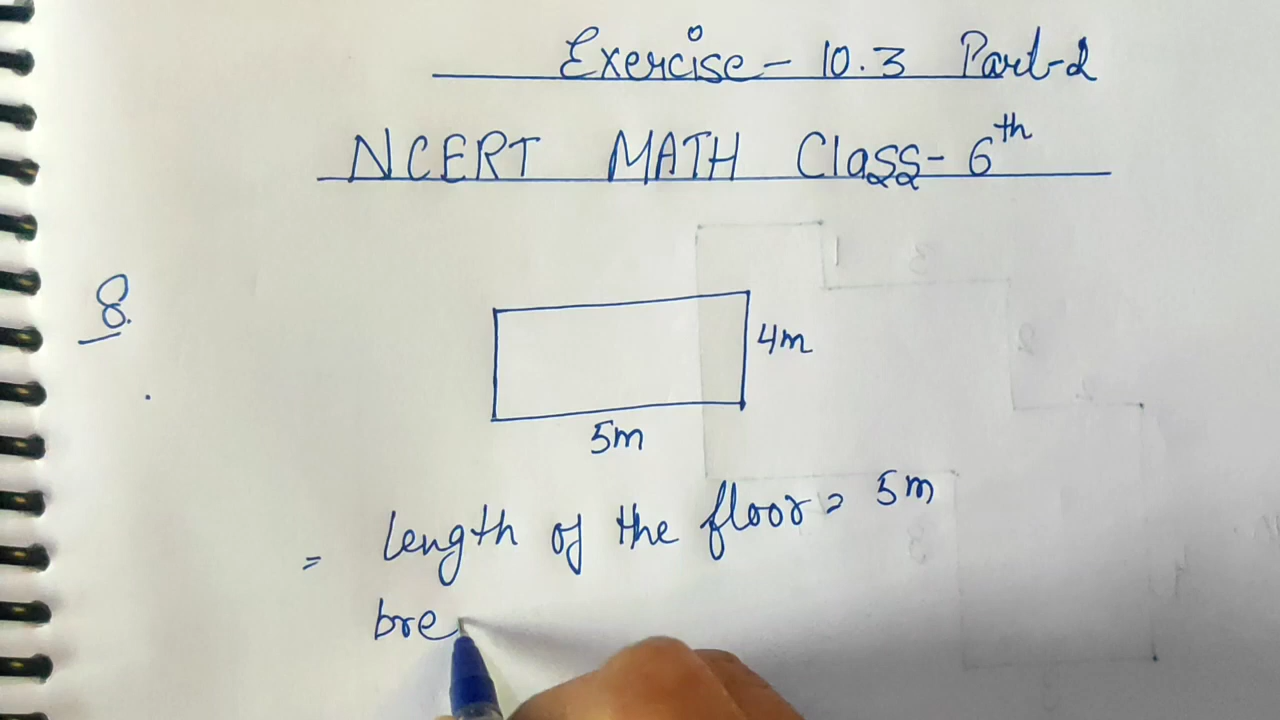 Exercise - 10.3 Part-2
NCERT MATH Class- 6th
8.
4m
5m
= length of the floor = 5m
bre